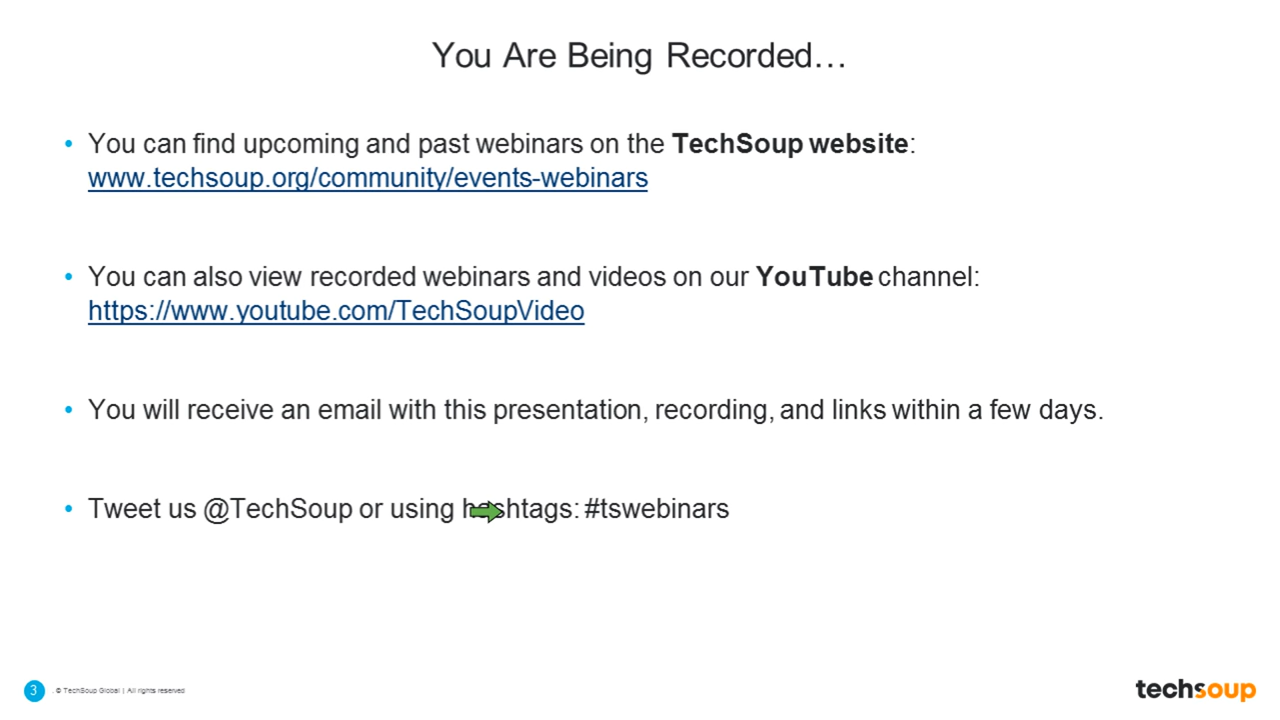 You Are Being Recorded…
• You can find upcoming and past webinars on the TechSoup website:
www.techsoup.org/community/events-webinars
• You can also view recorded webinars and videos on our YouTube channel:
https://www.youtube.com/TechSoupVideo
• You will receive an email with this presentation, recording, and links within a few days.
• Tweet us @TechSoup or using hashtags: #tswebinars
3 . © TechSoup Global | All rights reserved
techsoup